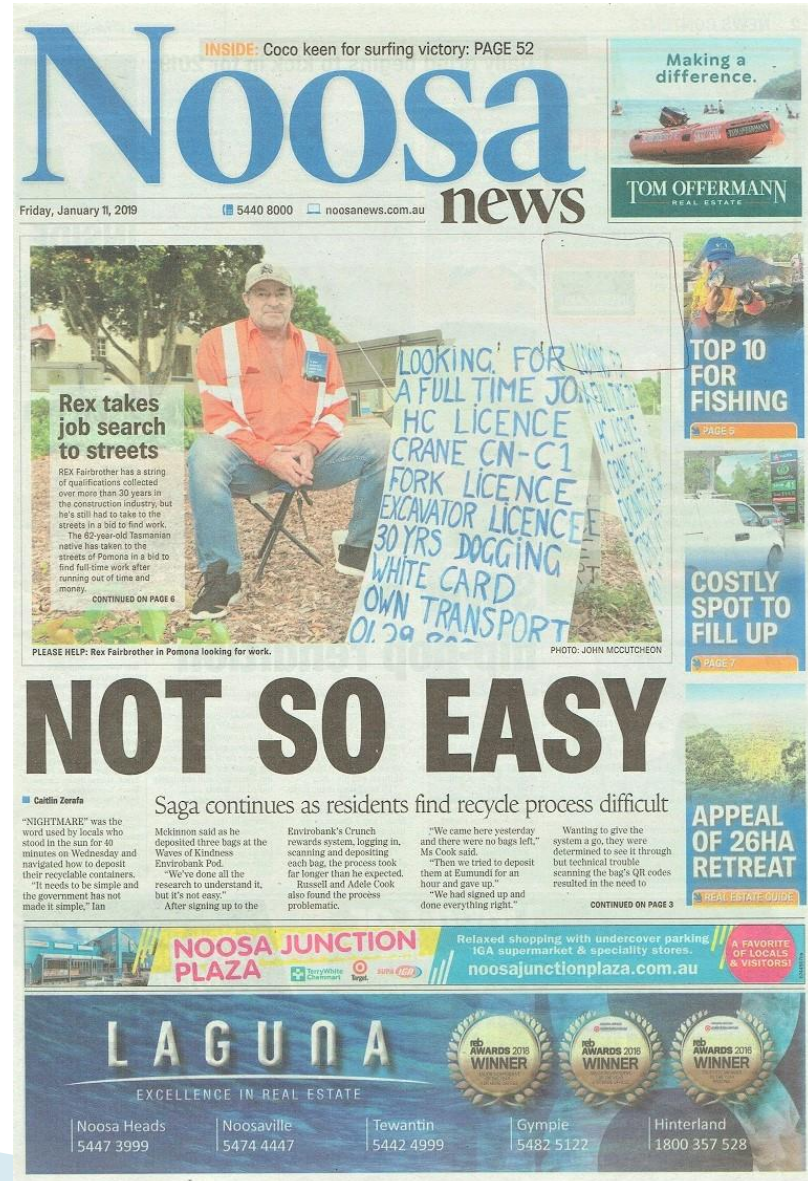 INSIDE: Coco keen for surfing victory: PAGE 52
Noosa
news
Friday, January 11, 2019
5440 8000
noosanews.com.au
Making a
difference.
TOM OFFERMANN
TOM OFFERMANN
REAL ESTATE
Rex takes
job search
to streets
REX Fairbrother has a string
of qualifications collected
over more than 30 years in
the construction industry, but
he's still had to take to the
streets in a bid to find work.
The 62-year-old Tasmanian
native has taken to the
streets of Pomona in a bid to
find full-time work after
running out of time and
money.
CONTINUED ON PAGE 6
LOOKING FOR
A FULL TIME JO
HC LICENCE
CRANE CN-C1
FORK LICENCE
EXCAVATOR LICENCE
30 YRS DOGGING
WHITE CARD
OWN TRANSPORT
PLEASE HELP: Rex Fairbrother in Pomona looking for work.
PHOTO: JOHN MCCUTCHEON
TOP 10
FOR
FISHING
PAGE 5
COSTLY
SPOT TO
FILL UP
PAGE 7
APPEAL
OF 26HA
RETREAT
REAL ESTATE GUIDE
NOT SO EASY
Caitlin Zerafa
Saga continues as residents find recycle process difficult
"NIGHTMARE" was the
word used by locals who
stood in the sun for 40
minutes on Wednesday and
navigated how to deposit
their recyclable containers.
"It needs to be simple and
the government has not
made it simple," Ian
Mckinnon said as he
deposited three bags at the
Waves of Kindness
Envirobank Pod.
"We've done all the
research to understand it,
but it's not easy."
After signing up to the
Envirobank's Crunch
rewards system, logging in,
scanning and depositing
each bag, the process took
far longer than he expected.
Russell and Adele Cook
also found the process
problematic.
"We came here yesterday
and there were no bags left,"
Ms Cook said.
"Then we tried to deposit
them at Eumundi for an
hour and gave up."
"We had signed up and
done everything right."
Wanting to give the
system a go, they were
determined to see it through
but technical trouble
scanning the bag's QR codes
resulted in the need to
CONTINUED ON PAGE 3
NOOSA JUNCTION
PLAZA
TerryWhite
Chemmart
Target.
SUPA IGA
Relaxed shopping with undercover parking
IGA supermarket & speciality stores.
noosajunctionplaza.com.au
A FAVORITE
OF LOCALS
& VISITORS!
LAGUNA
EXCELLENCE IN REAL ESTATE
reb
AWARDS 2018
WINNER
reb
AWARDS 2018
WINNER
reb
AWARDS 2018
WINNER
Noosa Heads
5447 3999
Noosaville
5474 4447
Tewantin
5442 4999
Gympie
5482 5122
Hinterland
1800 357 528